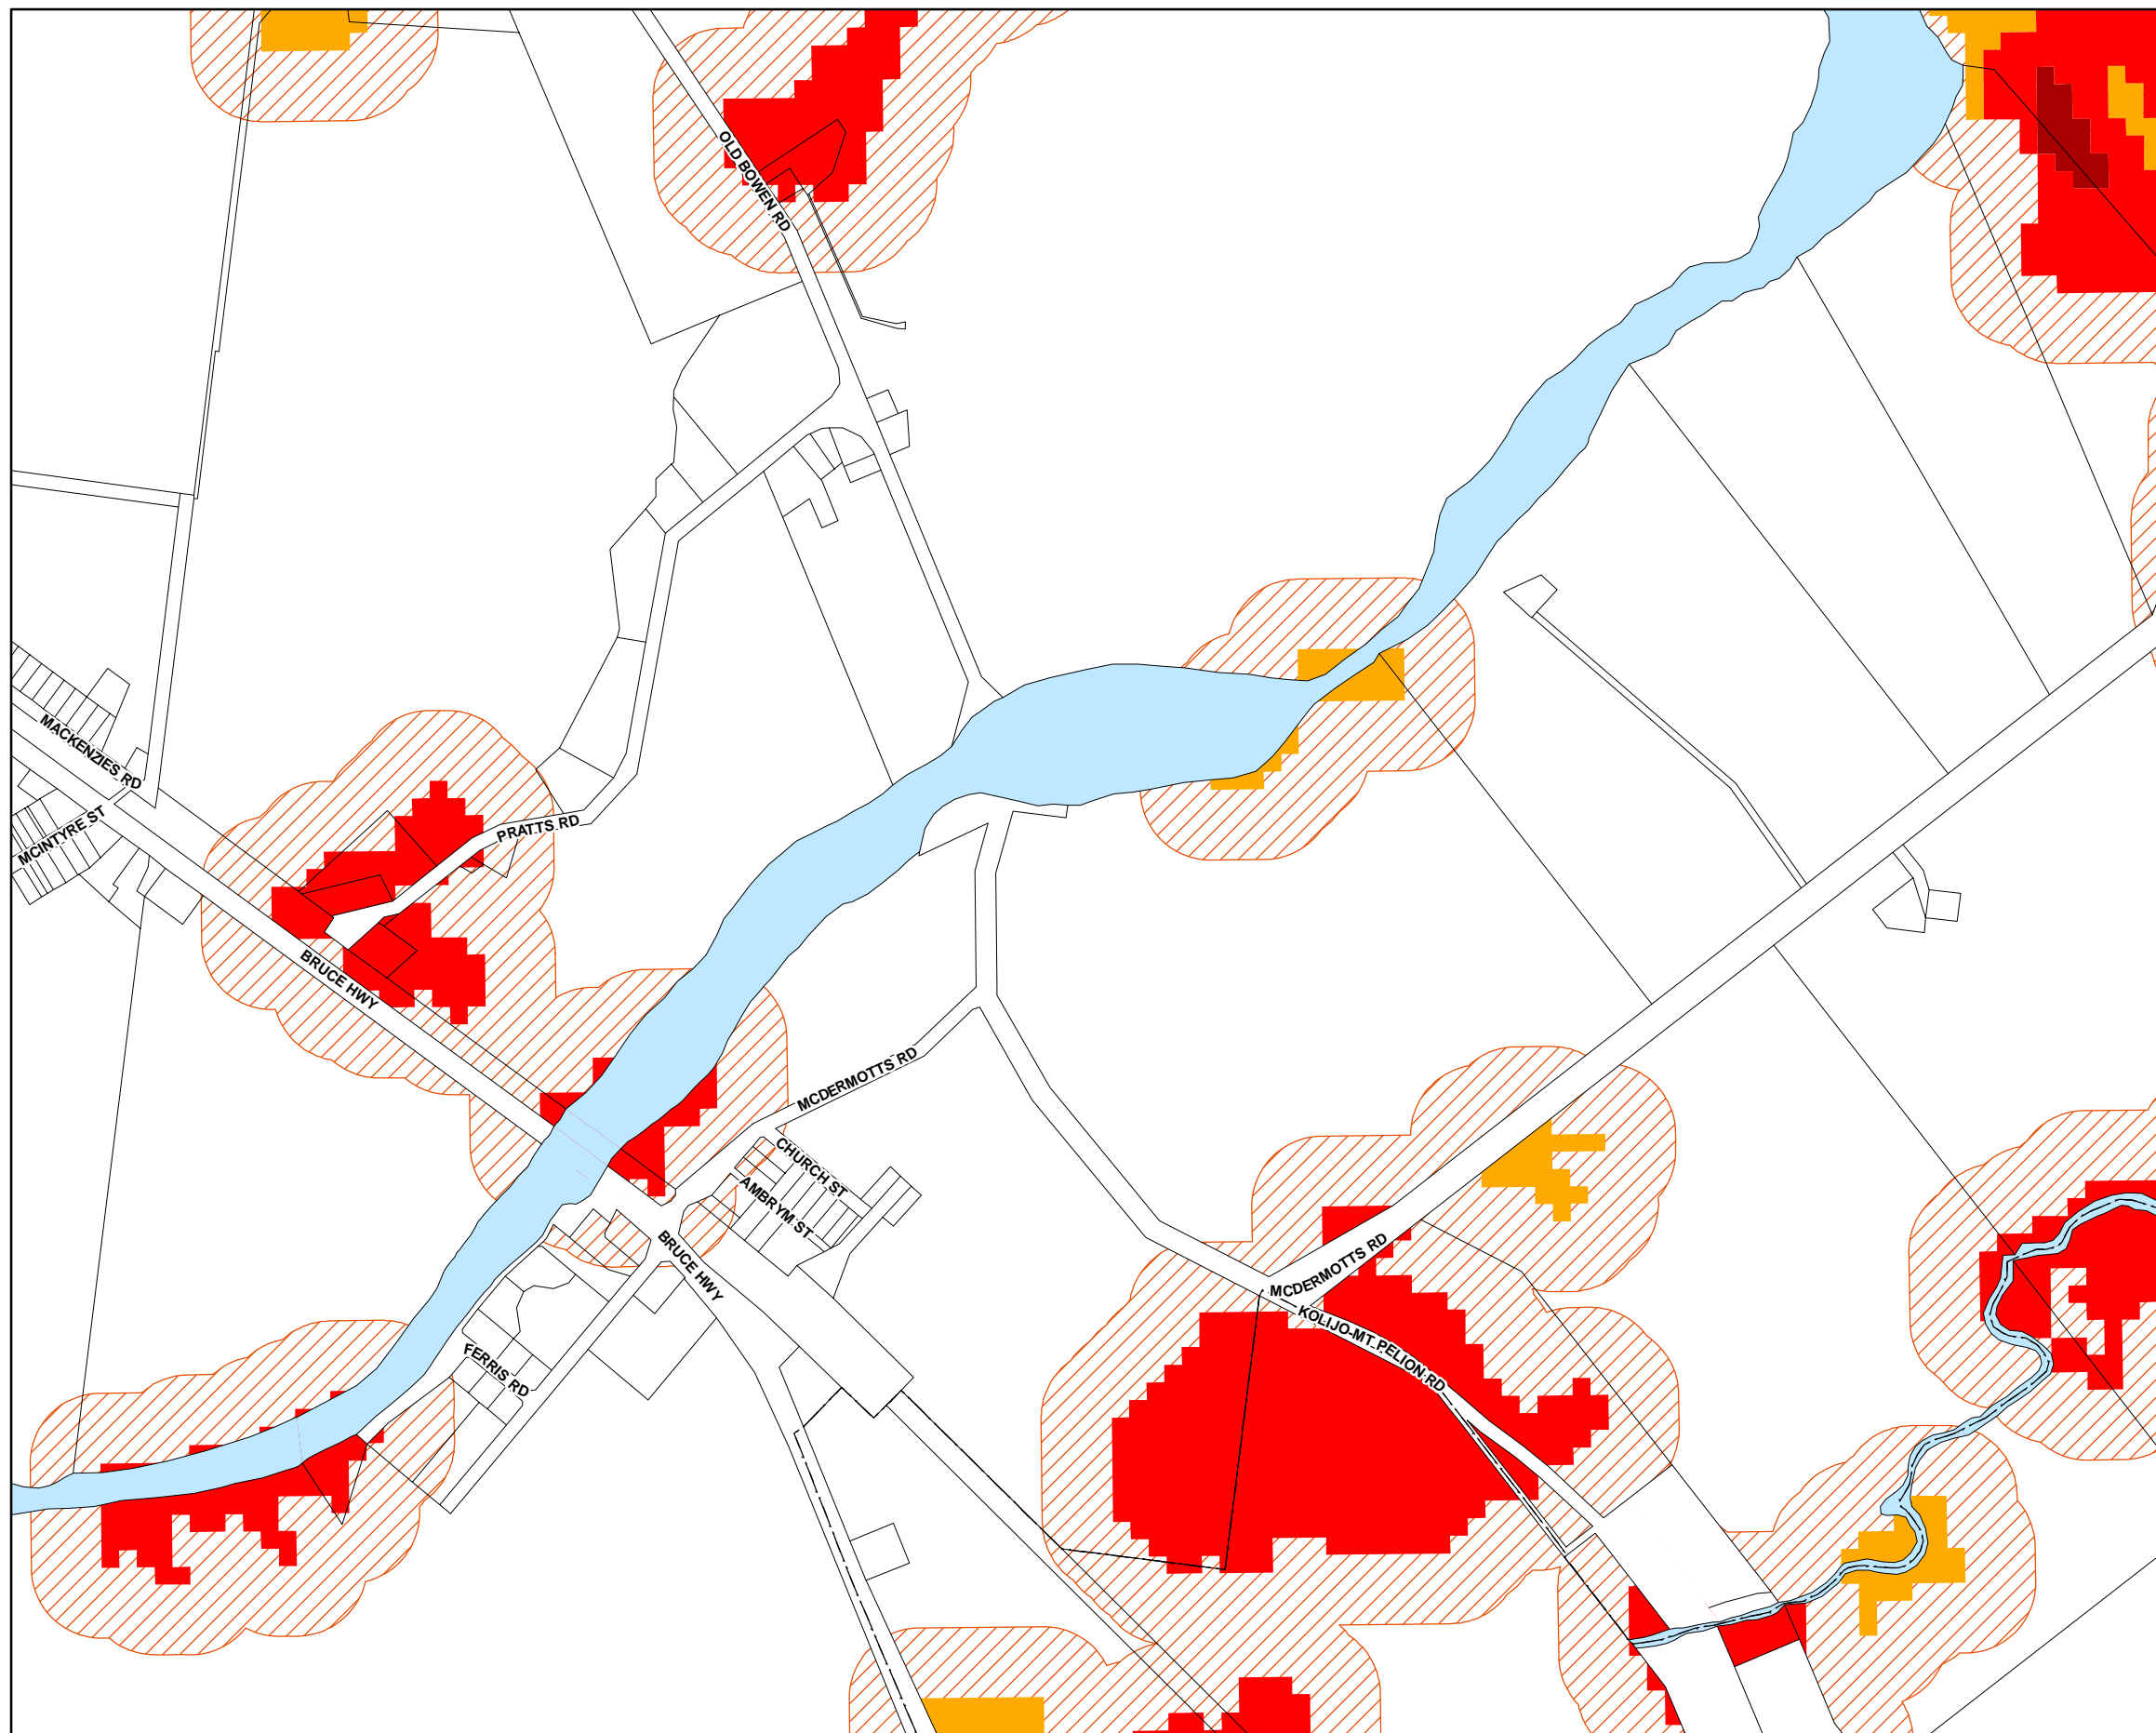 OLD BOWEN RD
MACKENZIES RD
MCINTYRE ST
PRATTS RD
BRUCE HWY
MCDERMOTTS RD
CHURCH ST
AMBRYM ST
BRUCE HWY
MCDERMOTTS RD
KOLIJO-MT PELION RD
FERRIS RD